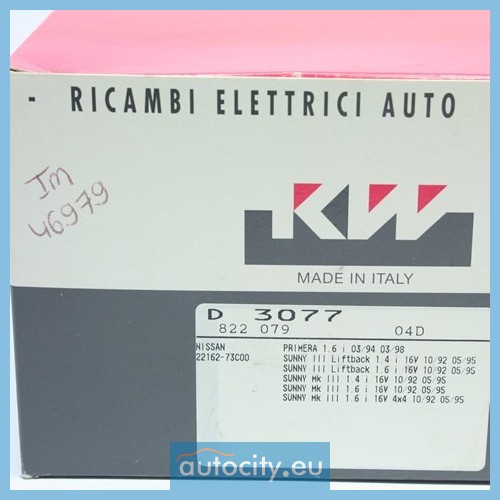 - RICAMBI ELETTRICI AUTO
JM
46979
KW
MADE IN ITALY
D 3077
822 079 04D
NISSAN PRIMERA 1.6 i 03/94 03/98
22162-73C00 SUNNY III Liftback 1.4 i 16V 10/92 05/95
SUNNY III Liftback 1.6 i 16V 10/92 05/95
SUNNY Mk III 1.4 i 16V 10/92 05/95
SUNNY Mk III 1.6 i 16V 10/92 05/95
SUNNY Mk III 1.6 i 16V 4x4 10/92 05/95
autocity.eu